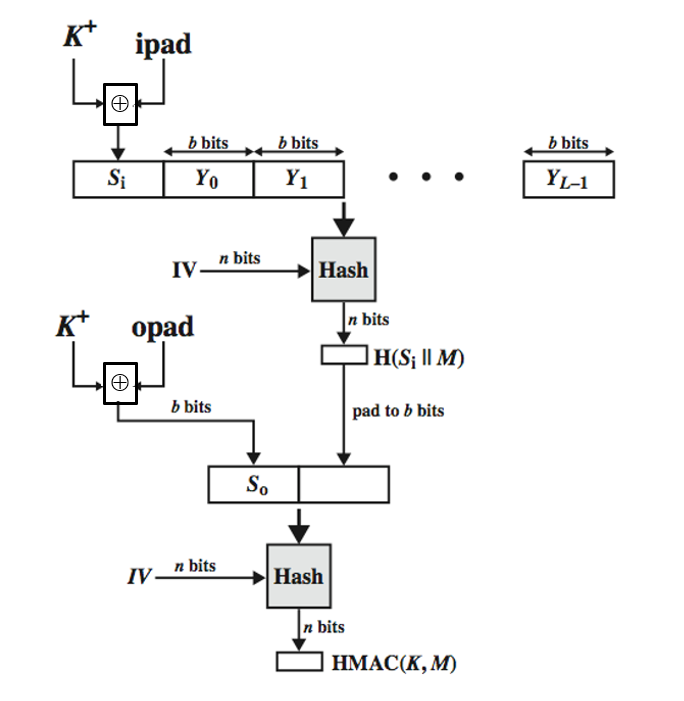 K⁺ ipad
⊕
b bits b bits b bits
Sᵢ Y₀ Y₁ • • • Y_L–1
n bits
IV Hash
n bits
K⁺ opad
H(Sᵢ || M)
⊕
b bits pad to b bits
Sₒ
n bits
IV Hash
n bits
HMAC(K, M)